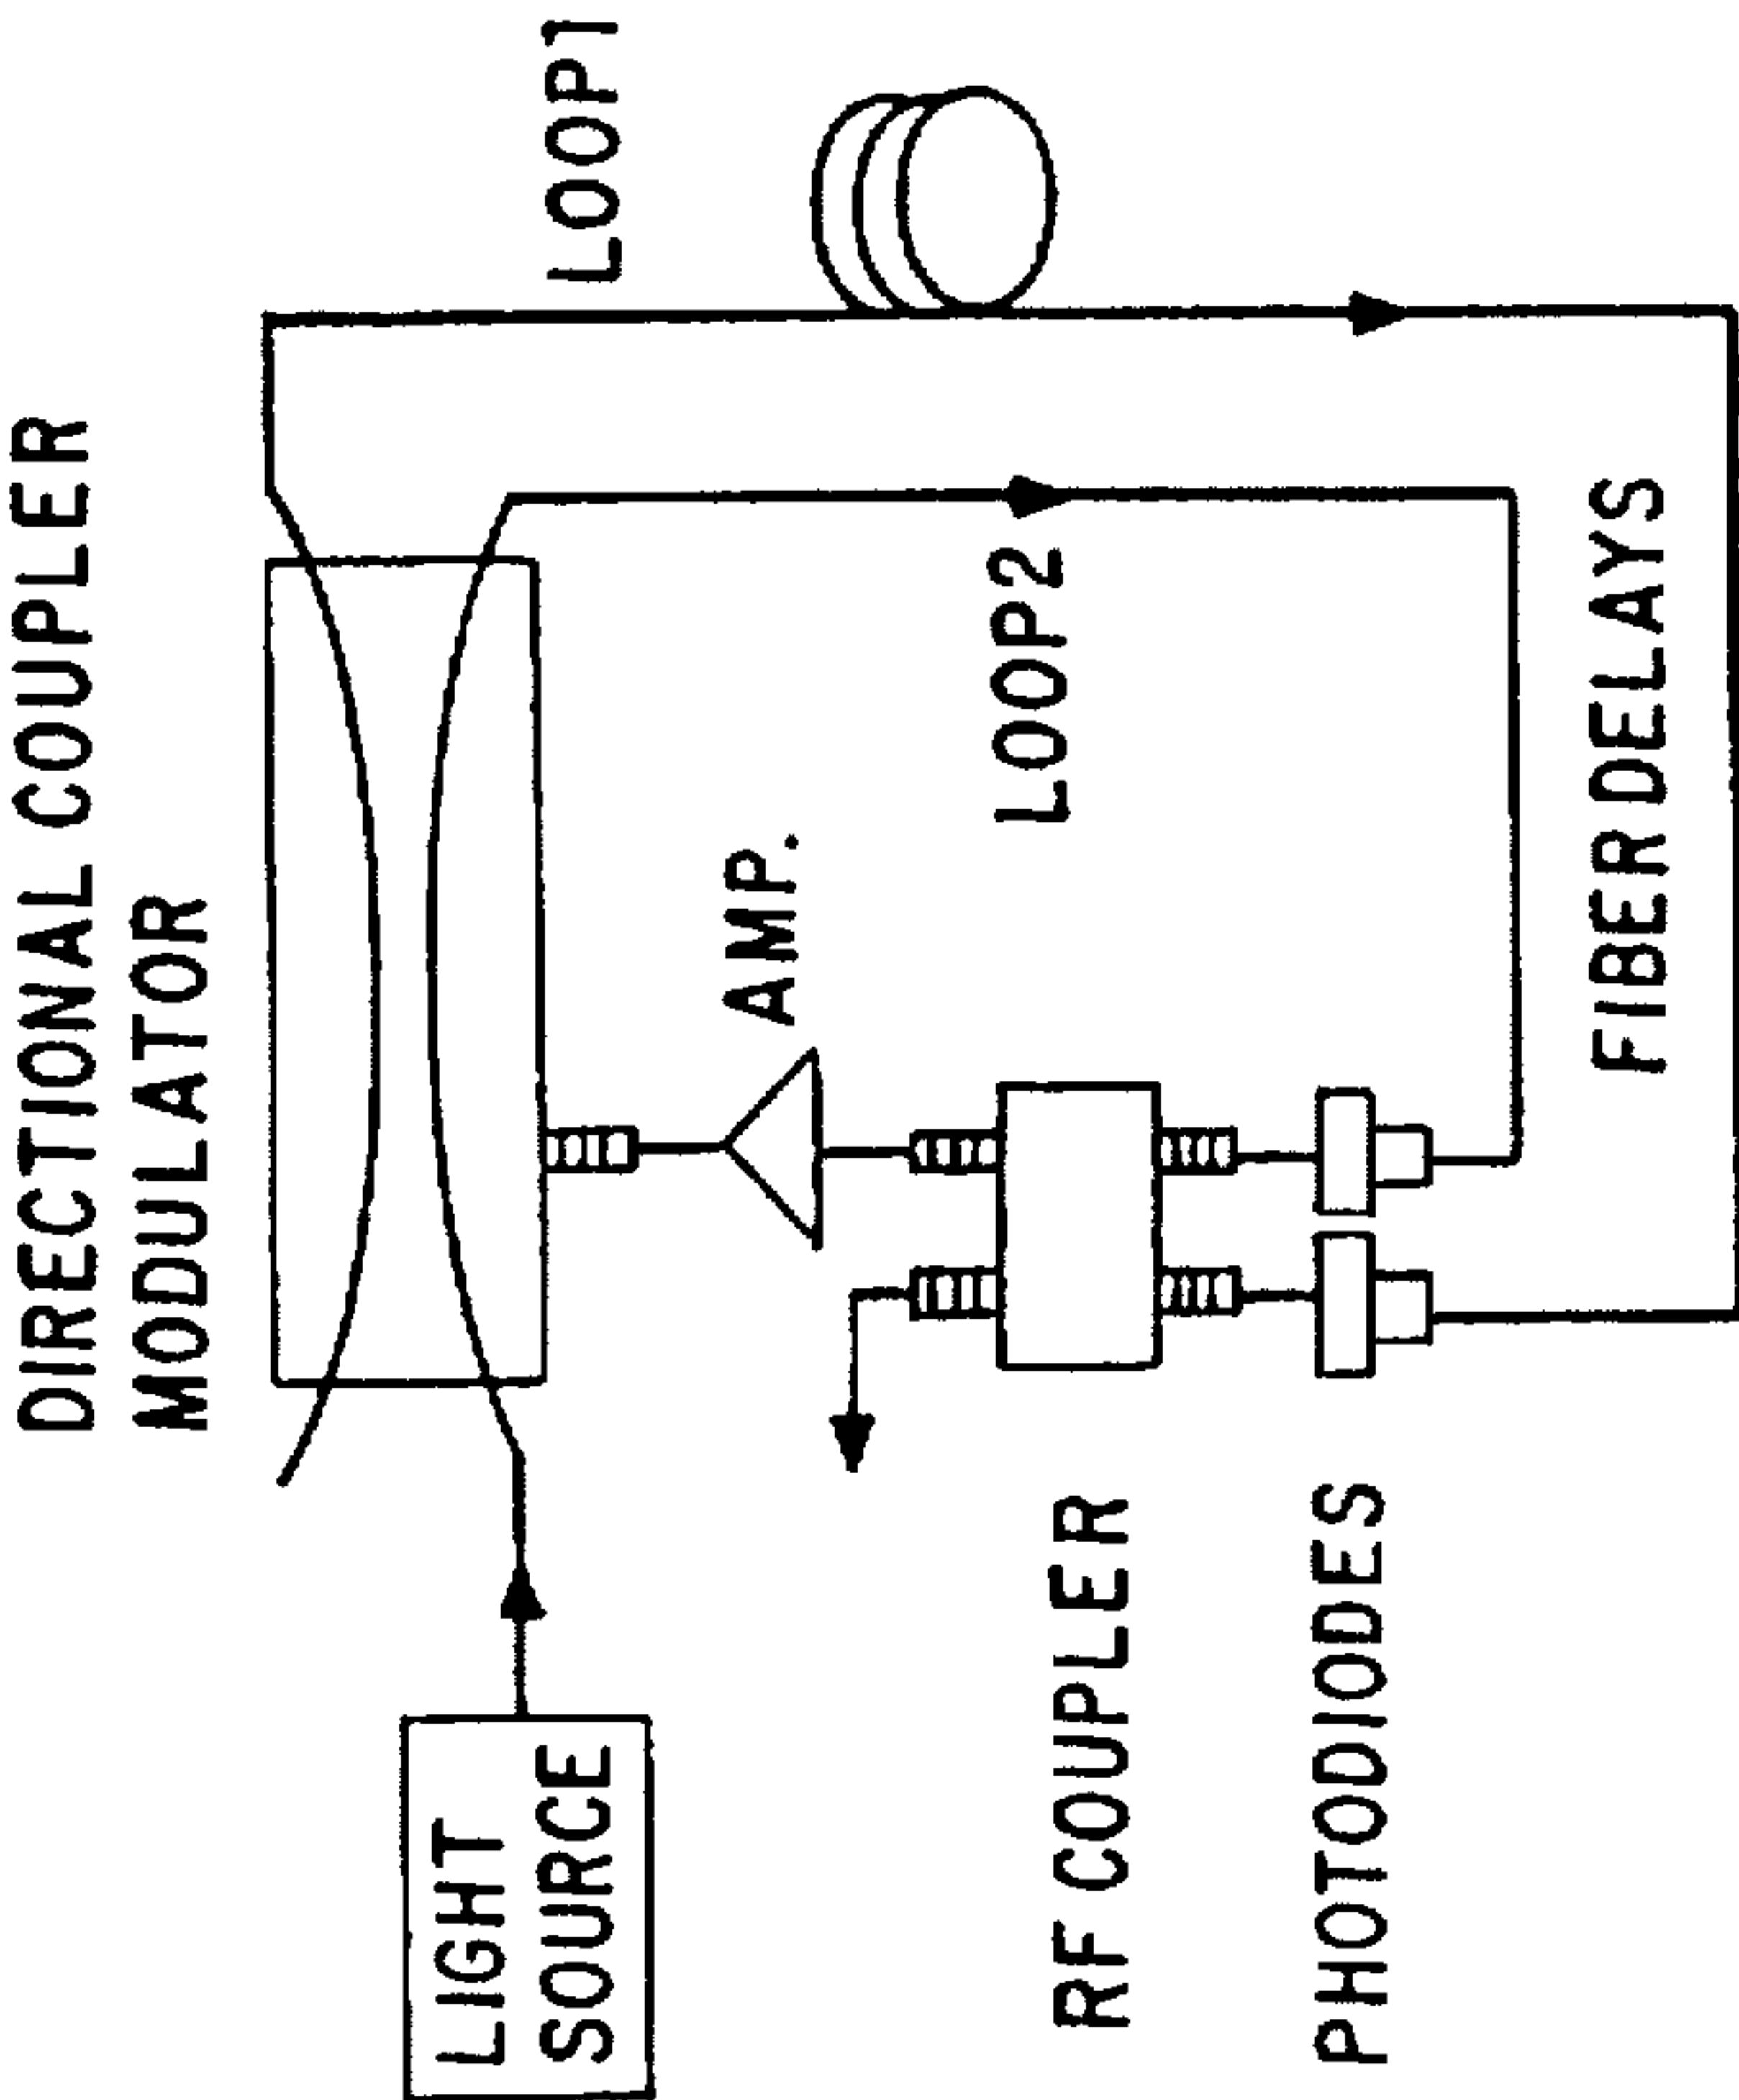 DIRECTIONAL COUPLER
MODULATOR
LIGHT
SOURCE
LOOP1
AMP.
LOOP2
RF COUPLER
PHOTODIODES
FIBER DELAYS